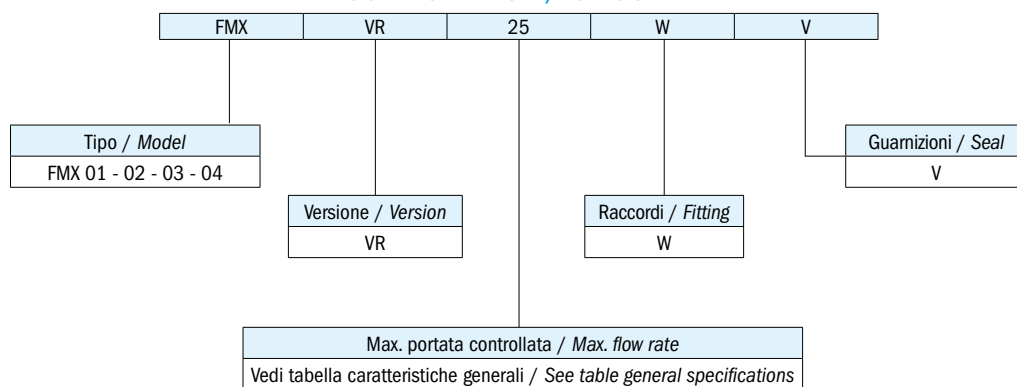 FMX VR 25 W V
Tipo / Model
FMX 01 - 02 - 03 - 04
Guarnizioni / Seal
V
Versione / Version
VR
Raccordi / Fitting
W
Max. portata controllata / Max. flow rate
Vedi tabella caratteristiche generali / See table general specifications